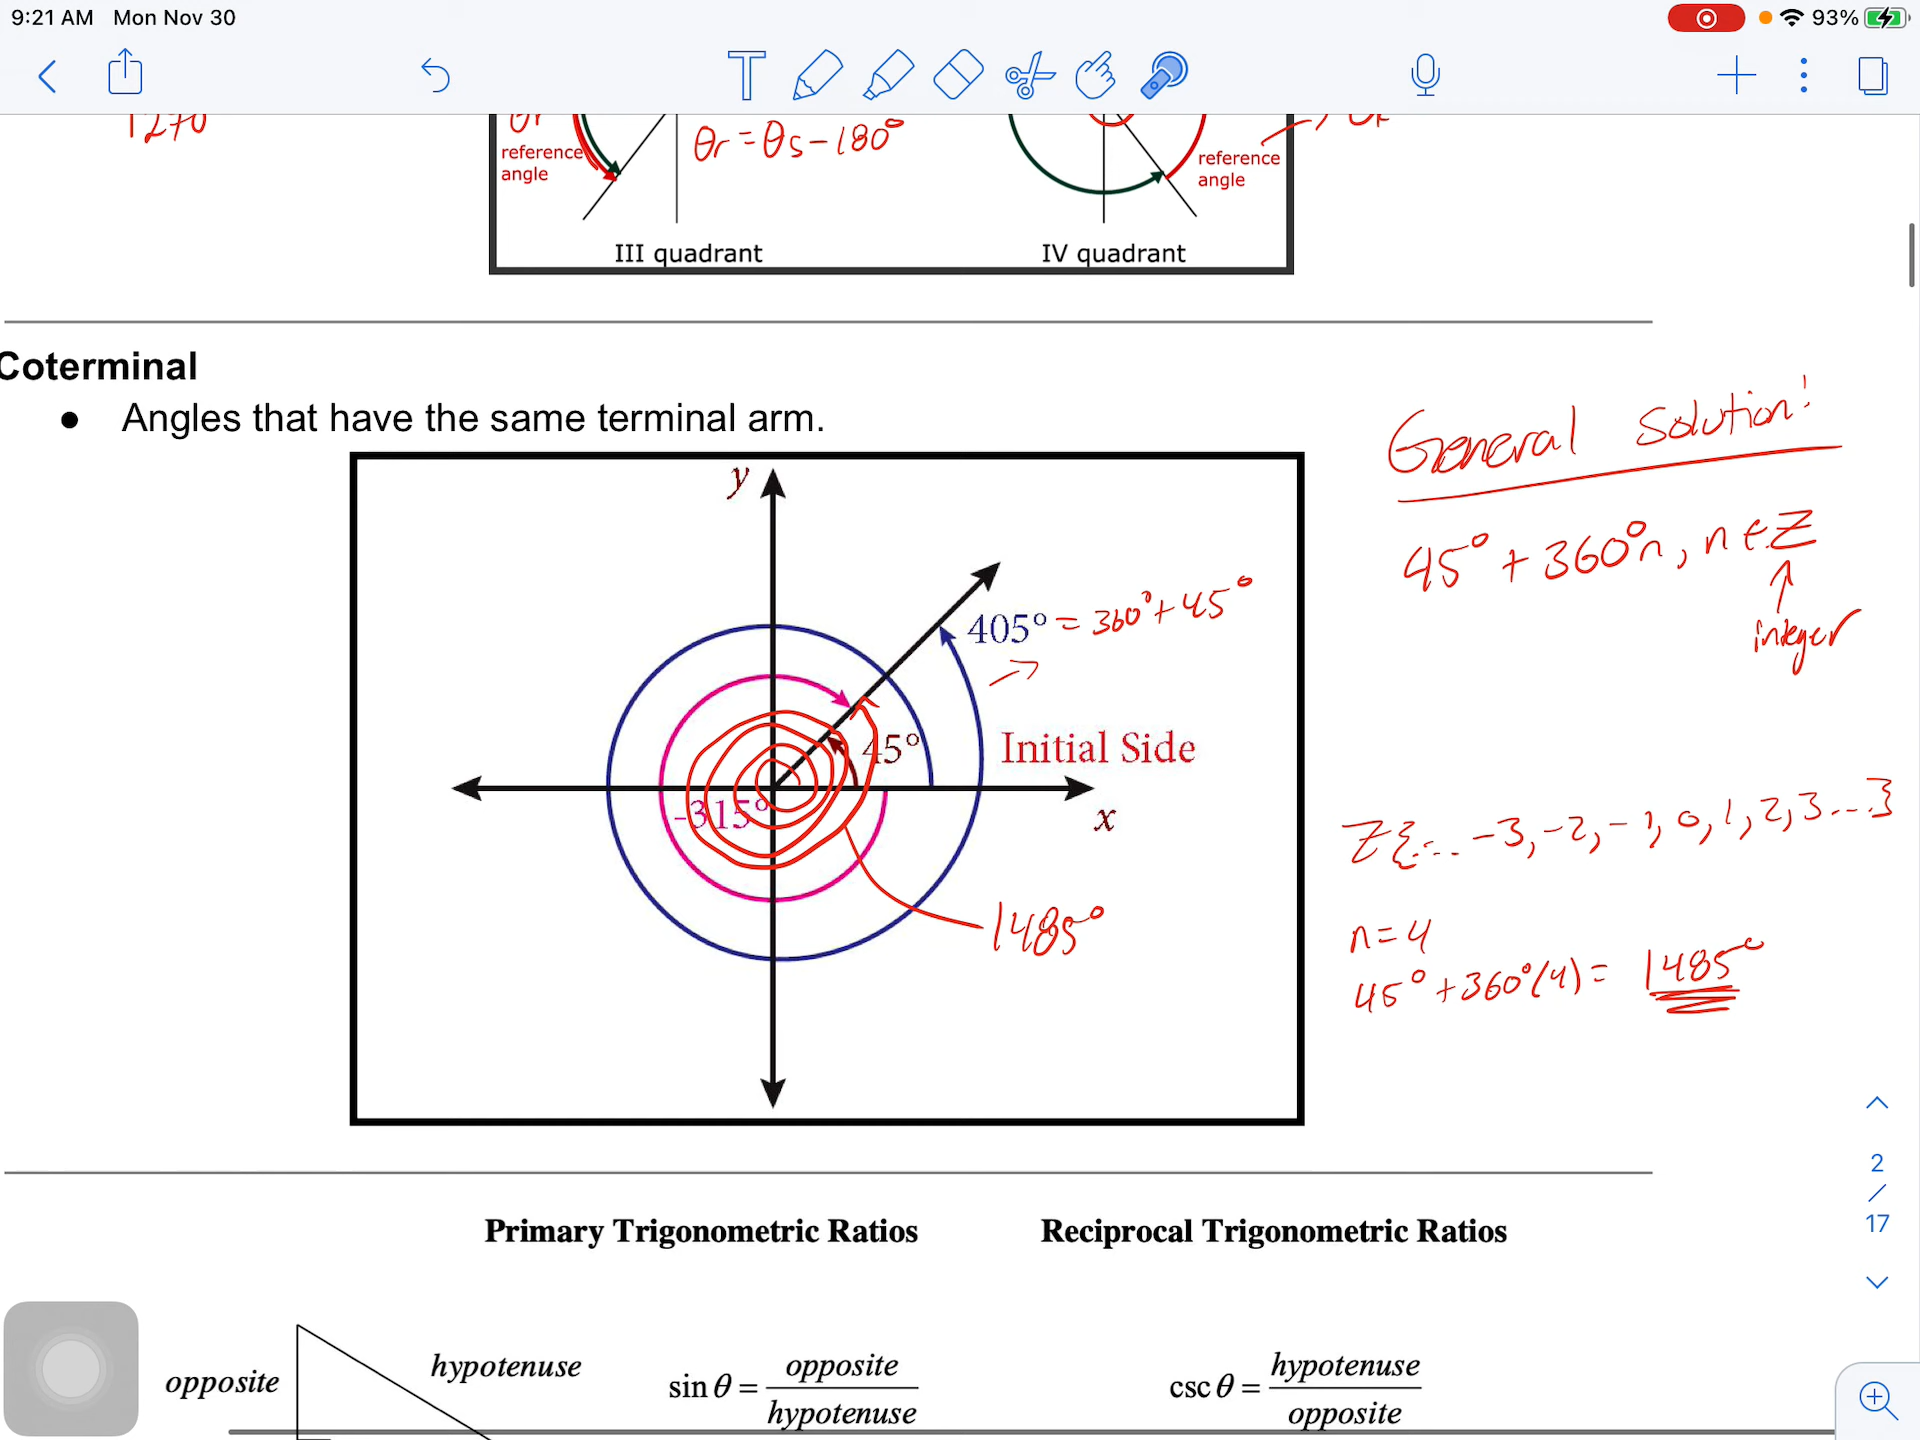 9:21 AM Mon Nov 30
93%
θr = θs - 180°
reference
angle
reference
angle
III quadrant
IV quadrant
Coterminal
● Angles that have the same terminal arm.
General Solution!
45° + 360°n, n ∈ Z
integer
y
405° = 360° + 45°
45°
Initial Side
-315°
x
1485°
Z{... -3, -2, -1, 0, 1, 2, 3...}
n = 4
45° + 360°(4) = 1485°
2
/
17
Primary Trigonometric Ratios
Reciprocal Trigonometric Ratios
opposite
hypotenuse
sin θ = opposite / hypotenuse
csc θ = hypotenuse / opposite